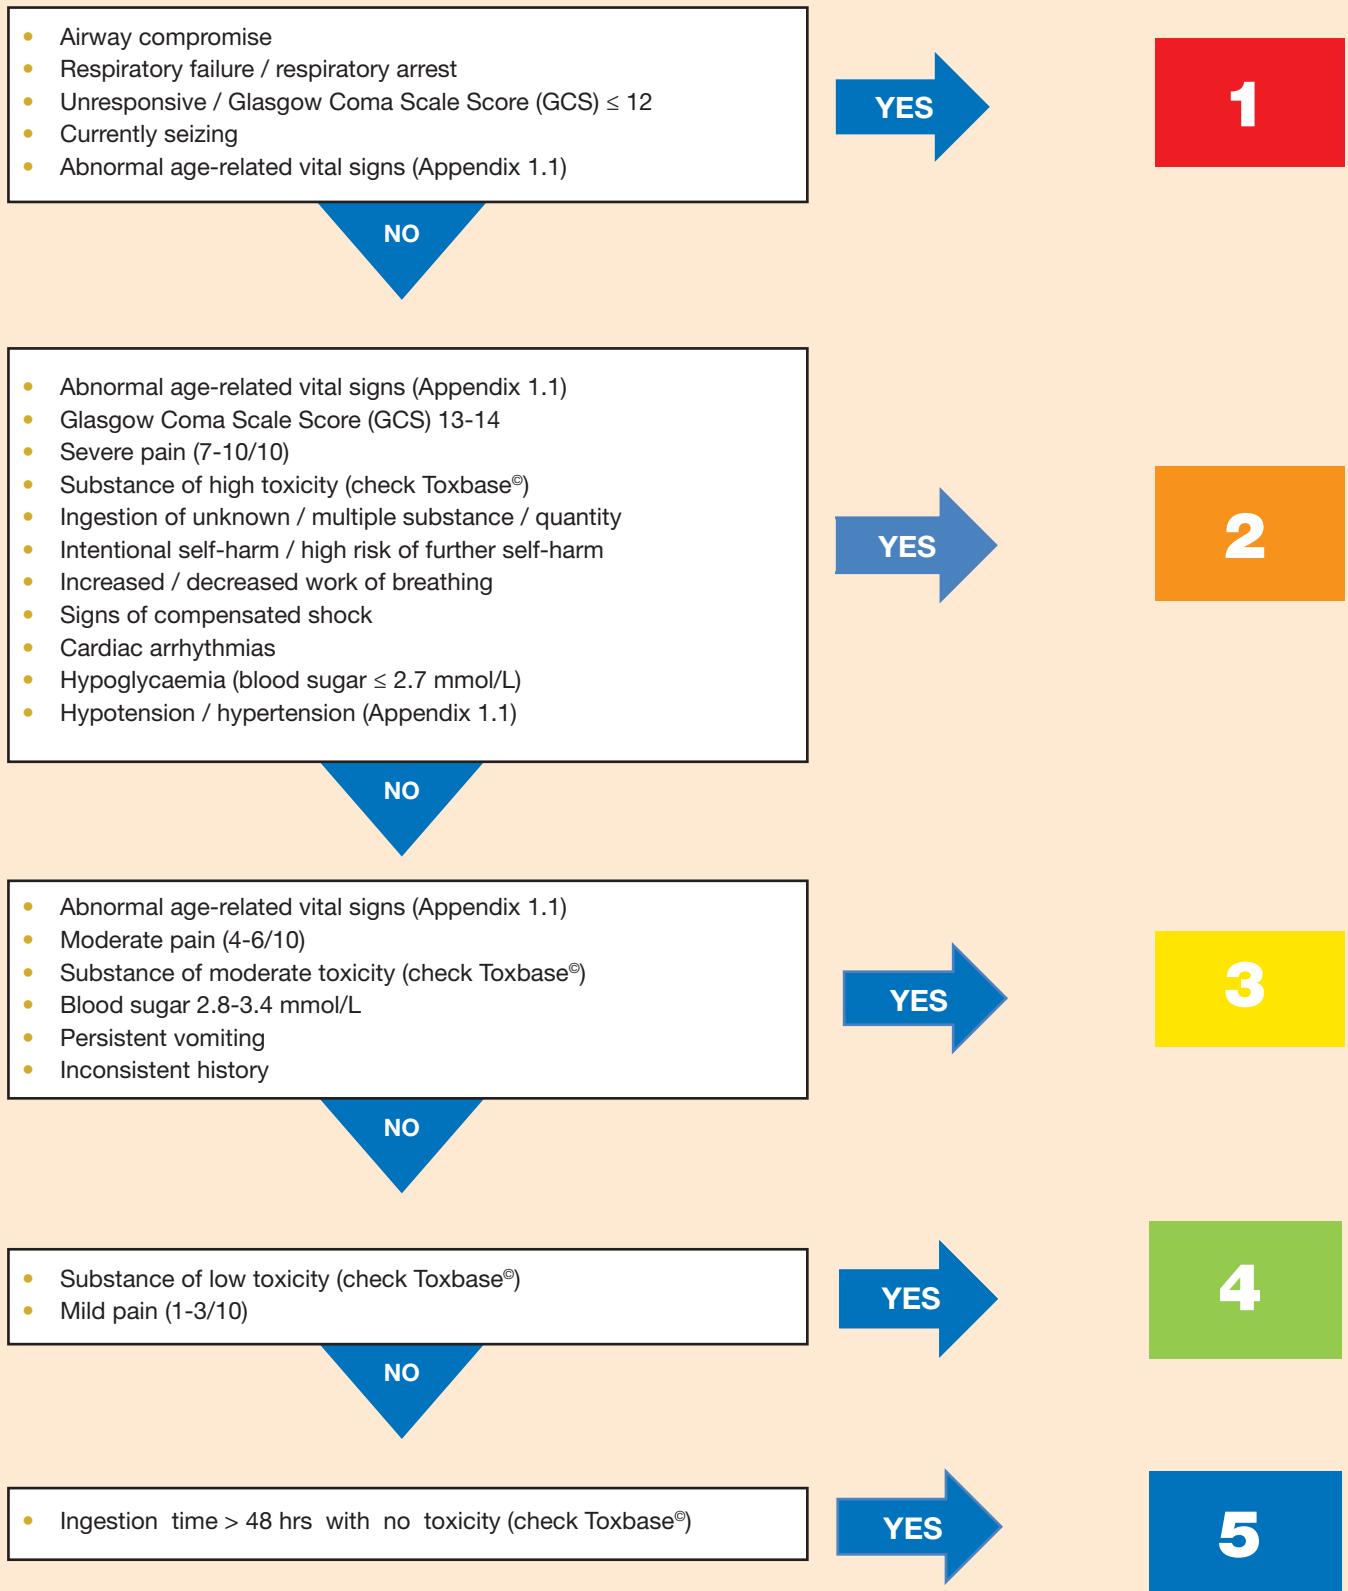 • Airway compromise
• Respiratory failure / respiratory arrest
• Unresponsive / Glasgow Coma Scale Score (GCS) ≤ 12
• Currently seizing
• Abnormal age-related vital signs (Appendix 1.1)
YES
1
NO
• Abnormal age-related vital signs (Appendix 1.1)
• Glasgow Coma Scale Score (GCS) 13-14
• Severe pain (7-10/10)
• Substance of high toxicity (check Toxbase©)
• Ingestion of unknown / multiple substance / quantity
• Intentional self-harm / high risk of further self-harm
• Increased / decreased work of breathing
• Signs of compensated shock
• Cardiac arrhythmias
• Hypoglycaemia (blood sugar ≤ 2.7 mmol/L)
• Hypotension / hypertension (Appendix 1.1)
YES
2
NO
• Abnormal age-related vital signs (Appendix 1.1)
• Moderate pain (4-6/10)
• Substance of moderate toxicity (check Toxbase©)
• Blood sugar 2.8-3.4 mmol/L
• Persistent vomiting
• Inconsistent history
YES
3
NO
• Substance of low toxicity (check Toxbase©)
• Mild pain (1-3/10)
YES
4
NO
• Ingestion time > 48 hrs with no toxicity (check Toxbase©)
YES
5